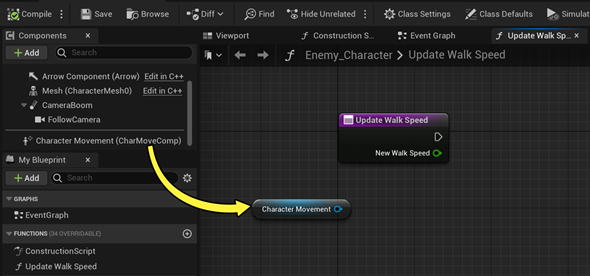 Compile Save Browse Diff Find Hide Unrelated Class Settings Class Defaults Simulat
Components × Viewport Construction S... Event Graph Update Walk Sp... ×
+ Add Search
Enemy_Character > Update Walk Speed
Arrow Component (Arrow) Edit in C++
Mesh (CharacterMesh0) Edit in C++
CameraBoom
FollowCamera
Character Movement (CharMoveComp)
Update Walk Speed
New Walk Speed
My Blueprint ×
+ Add Search
GRAPHS
EventGraph
Character Movement
FUNCTIONS (34 OVERRIDABLE)
ConstructionScript
Update Walk Speed